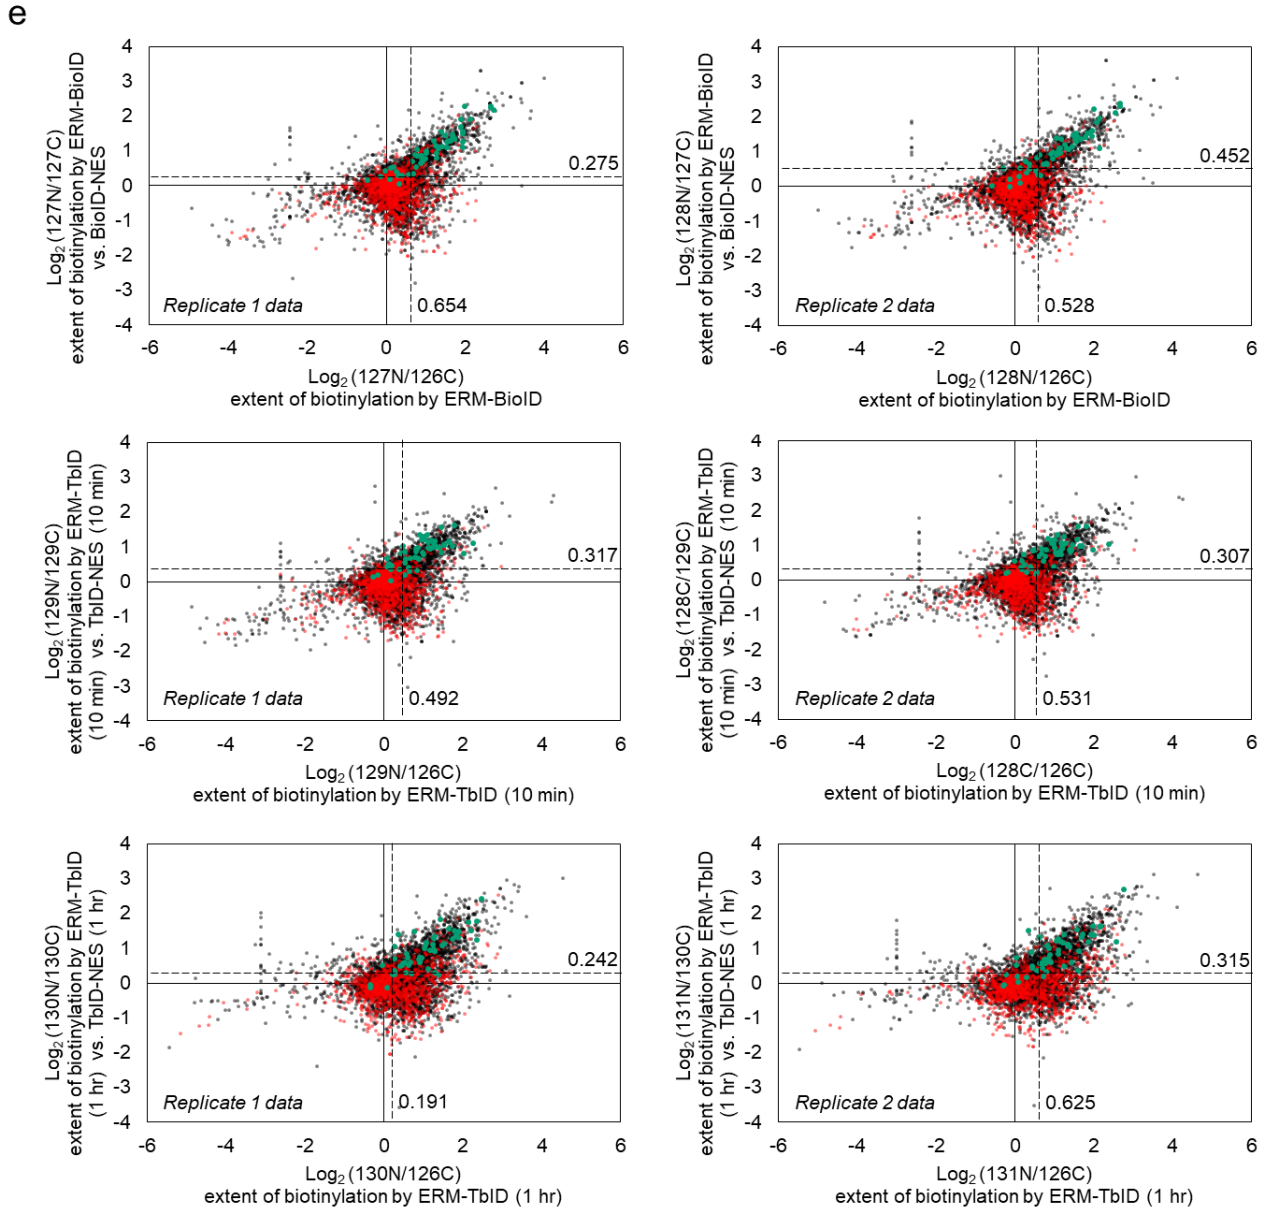 e
Log2 (127N/127C)
extent of biotinylation by ERM-BioID
vs. BioID-NES
4
3
2
1
0
-1
-2
-3
-4
0.275
0.654
Replicate 1 data
-6 -4 -2 0 2 4 6
Log2 (127N/126C)
extent of biotinylation by ERM-BioID
Log2 (128N/127C)
extent of biotinylation by ERM-BioID
vs. BioID-NES
4
3
2
1
0
-1
-2
-3
-4
0.452
0.528
Replicate 2 data
-6 -4 -2 0 2 4 6
Log2 (128N/126C)
extent of biotinylation by ERM-BioID
Log2 (129N/129C)
extent of biotinylation by ERM-TbID
(10 min) vs. TbID-NES (10 min)
4
3
2
1
0
-1
-2
-3
-4
0.317
0.492
Replicate 1 data
-6 -4 -2 0 2 4 6
Log2 (129N/126C)
extent of biotinylation by ERM-TbID (10 min)
Log2 (128C/129C)
extent of biotinylation by ERM-TbID
(10 min) vs. TbID-NES (10 min)
4
3
2
1
0
-1
-2
-3
-4
0.307
0.531
Replicate 2 data
-6 -4 -2 0 2 4 6
Log2 (128C/126C)
extent of biotinylation by ERM-TbID (10 min)
Log2 (130N/130C)
extent of biotinylation by ERM-TbID
(1 hr) vs. TbID-NES (1 hr)
4
3
2
1
0
-1
-2
-3
-4
0.242
0.191
Replicate 1 data
-6 -4 -2 0 2 4 6
Log2 (130N/126C)
extent of biotinylation by ERM-TbID (1 hr)
Log2 (131N/130C)
extent of biotinylation by ERM-TbID
(1 hr) vs. TbID-NES (1 hr)
4
3
2
1
0
-1
-2
-3
-4
0.315
0.625
Replicate 2 data
-6 -4 -2 0 2 4 6
Log2 (131N/126C)
extent of biotinylation by ERM-TbID (1 hr)